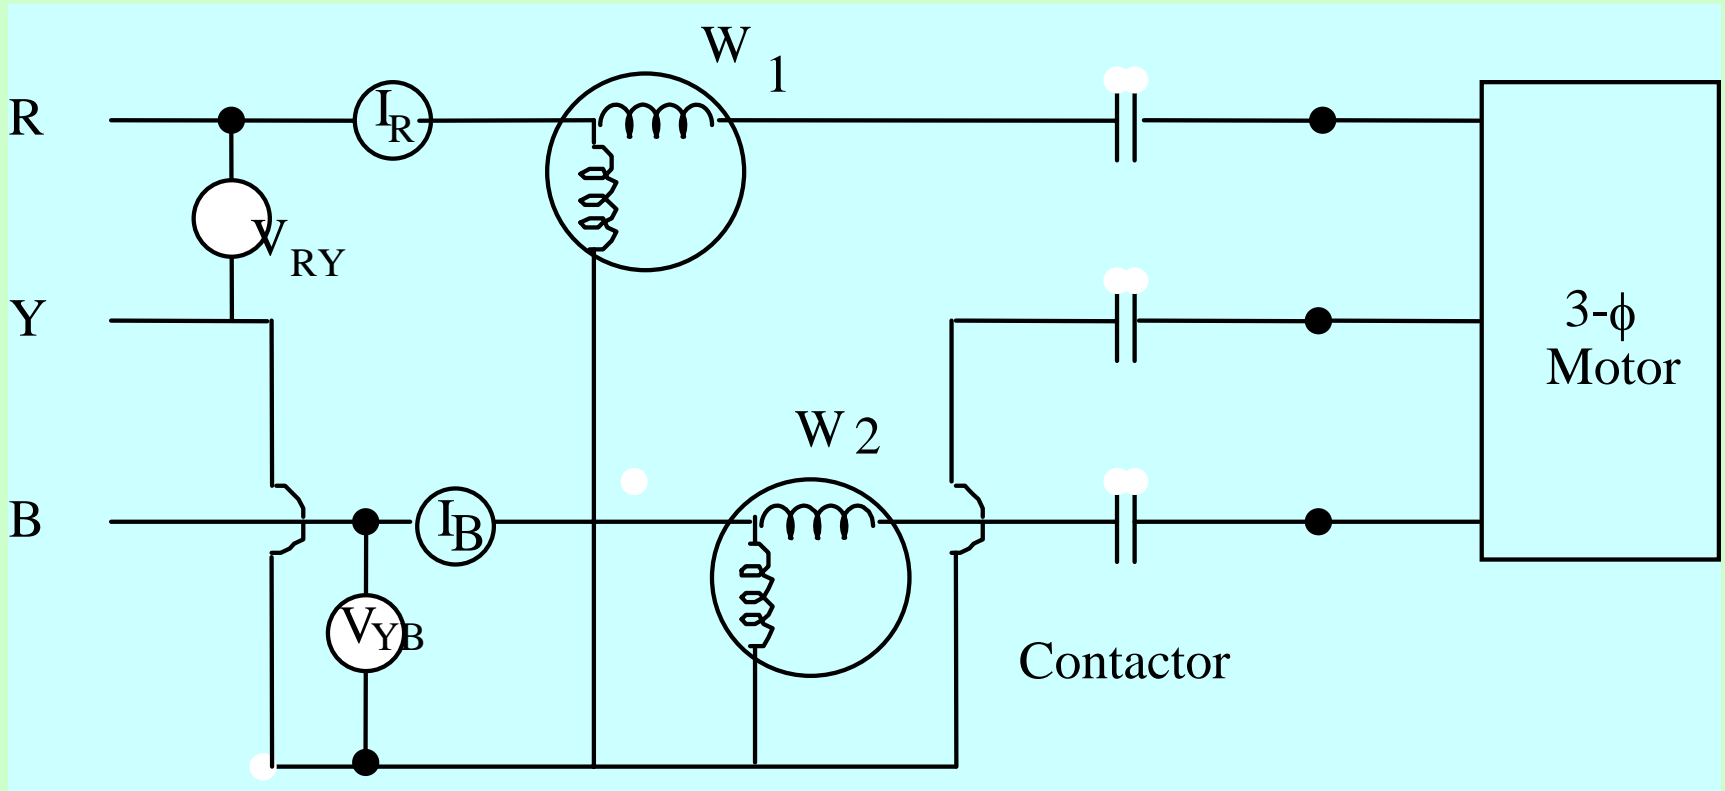 W 1
R
I R
V RY
Y
3-ϕ
Motor
W 2
B
I B
V YB
Contactor